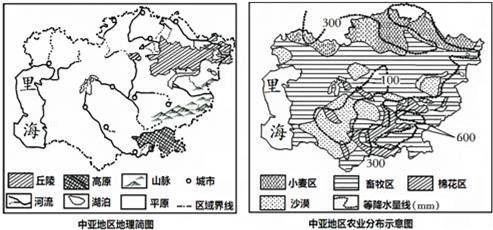 里
海
丘陵
高原
山脉
城市
河流
湖泊
平原
区域界线
中亚地区地理简图
300
100
里
海
600
300
小麦区
畜牧区
棉花区
沙漠
等降水量线(mm)
中亚地区农业分布示意图